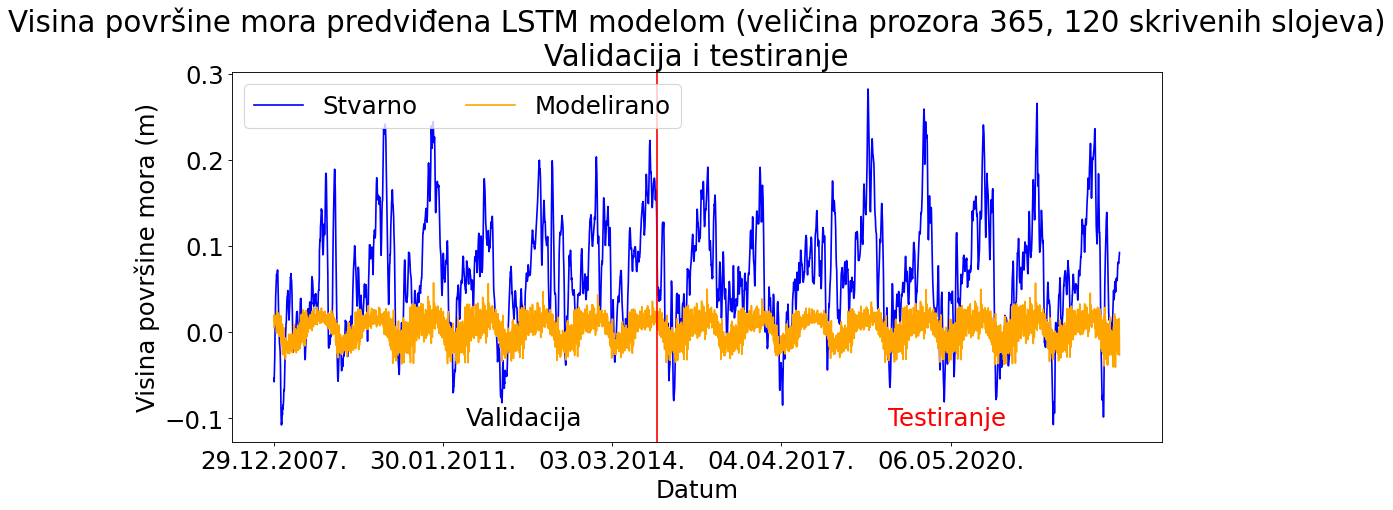 Visina površine mora predviđena LSTM modelom (veličina prozora 365, 120 skrivenih slojeva)
Validacija i testiranje
Stvarno
Modelirano
Visina površine mora (m)
0.3
0.2
0.1
0.0
−0.1
Validacija
Testiranje
29.12.2007.
30.01.2011.
03.03.2014.
04.04.2017.
06.05.2020.
Datum